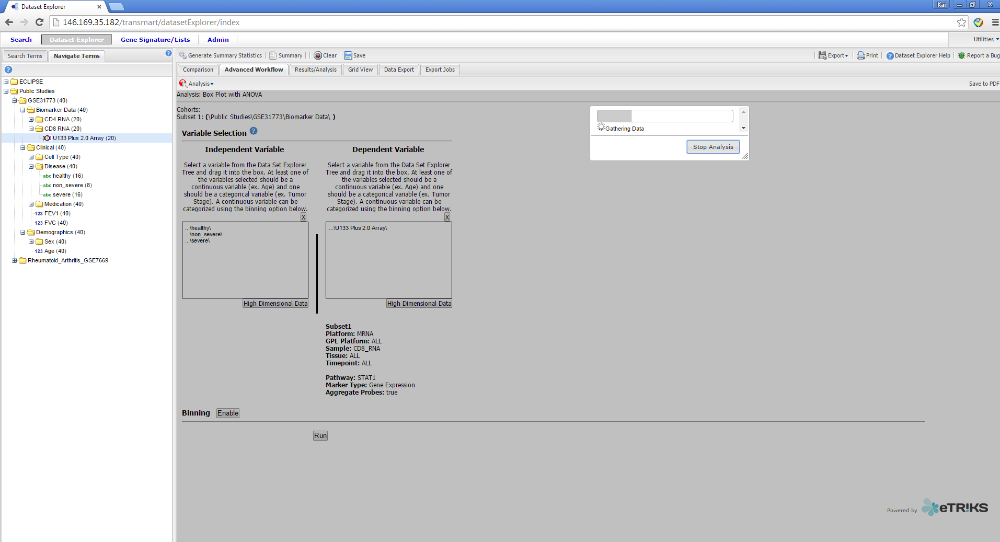 Dataset Explorer
Kai
146.169.35.182/transmart/datasetExplorer/index
Search Dataset Explorer Gene Signature/Lists Admin
Utilities
Search Terms Navigate Terms
Generate Summary Statistics Summary Clear Save
Export Print Dataset Explorer Help Report a Bug
Comparison Advanced Workflow Results/Analysis Grid View Data Export Export Jobs
Analysis
Save to PDF
ECLIPSE
Public Studies
GSE31773 (40)
Biomarker Data (40)
CD4 RNA (20)
CD8 RNA (20)
U133 Plus 2.0 Array (20)
Clinical (40)
Cell Type (40)
Disease (40)
abc healthy (16)
abc non_severe (8)
abc severe (16)
Medication (40)
123 FEV1 (40)
123 FVC (40)
Demographics (40)
Sex (40)
123 Age (40)
Rheumatoid_Arthritis_GSE7669
Analysis: Box Plot with ANOVA
Cohorts:
Subset 1: (\Public Studies\GSE31773\Biomarker Data\ )
Variable Selection
Independent Variable
Select a variable from the Data Set Explorer
Tree and drag it into the box. At least one of
the variables selected should be a
continuous variable (ex. Age) and one
should be a categorical variable (ex. Tumor
Stage). A continuous variable can be
categorized using the binning option below.
X
...\healthy\
...\non_severe\
...\severe\
High Dimensional Data
Dependent Variable
Select a variable from the Data Set Explorer
Tree and drag it into the box. At least one of
the variables selected should be a
continuous variable (ex. Age) and one
should be a categorical variable (ex. Tumor
Stage). A continuous variable can be
categorized using the binning option below.
X
...\U133 Plus 2.0 Array\
High Dimensional Data
Subset1
Platform: MRNA
GPL Platform: ALL
Sample: CD8_RNA
Tissue: ALL
Timepoint: ALL
Pathway: STAT1
Marker Type: Gene Expression
Aggregate Probes: true
Binning Enable
Run
Gathering Data
Stop Analysis
Powered by eTRIKS